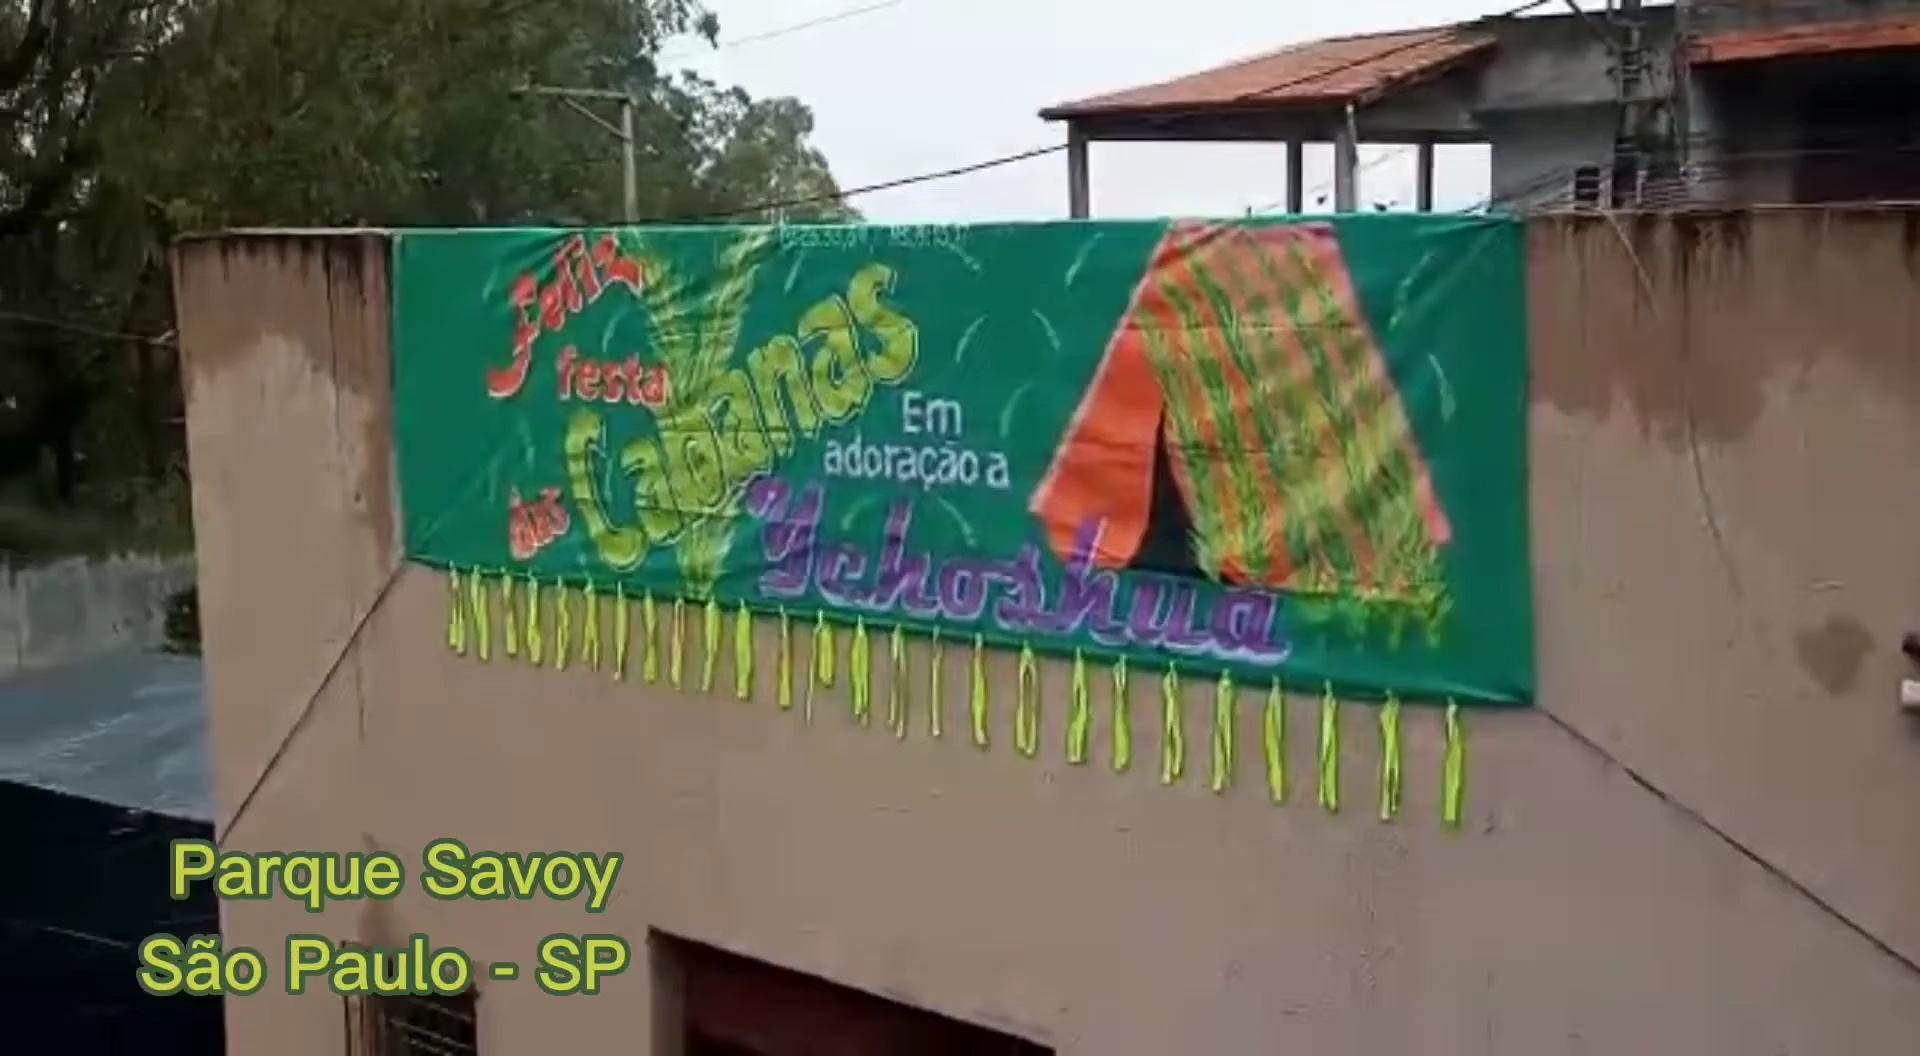 Feliz
festa
das Cabanas
Em
adoração a
Yehoshua
Parque Savoy
São Paulo - SP